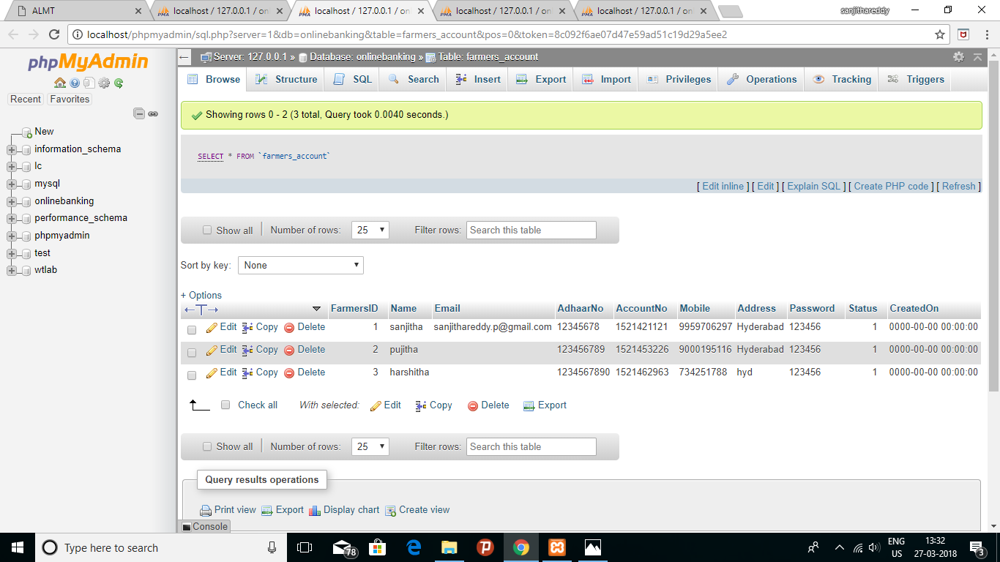 ALMT
localhost / 127.0.0.1 / on
localhost / 127.0.0.1 / on
localhost / 127.0.0.1 / on
localhost / 127.0.0.1 / on
sanjithareddy
localhost/phpmyadmin/sql.php?server=1&db=onlinebanking&table=farmers_account&pos=0&token=8c092f6ae07d47e59ad51c19d29a5ee2
phpMyAdmin
Recent Favorites
New
information_schema
lc
mysql
onlinebanking
performance_schema
phpmyadmin
test
wtlab
Server: 127.0.0.1 » Database: onlinebanking » Table: farmers_account
Browse Structure SQL Search Insert Export Import Privileges Operations Tracking Triggers
Showing rows 0 - 2 (3 total, Query took 0.0040 seconds.)
SELECT * FROM `farmers_account`
[ Edit inline ] [ Edit ] [ Explain SQL ] [ Create PHP code ] [ Refresh ]
Show all Number of rows: 25 Filter rows: Search this table
Sort by key: None
+ Options
FarmersID Name Email AdhaarNo AccountNo Mobile Address Password Status CreatedOn
Edit Copy Delete 1 sanjitha sanjithareddy.p@gmail.com 12345678 1521421121 9959706297 Hyderabad 123456 1 0000-00-00 00:00:00
Edit Copy Delete 2 pujitha 123456789 1521453226 9000195116 Hyderabad 123456 1 0000-00-00 00:00:00
Edit Copy Delete 3 harshitha 1234567890 1521462963 734251788 hyd 123456 1 0000-00-00 00:00:00
Check all With selected: Edit Copy Delete Export
Show all Number of rows: 25 Filter rows: Search this table
Query results operations
Print view Export Display chart Create view
Console
Type here to search
78
ENG
US
13:32
27-03-2018
3